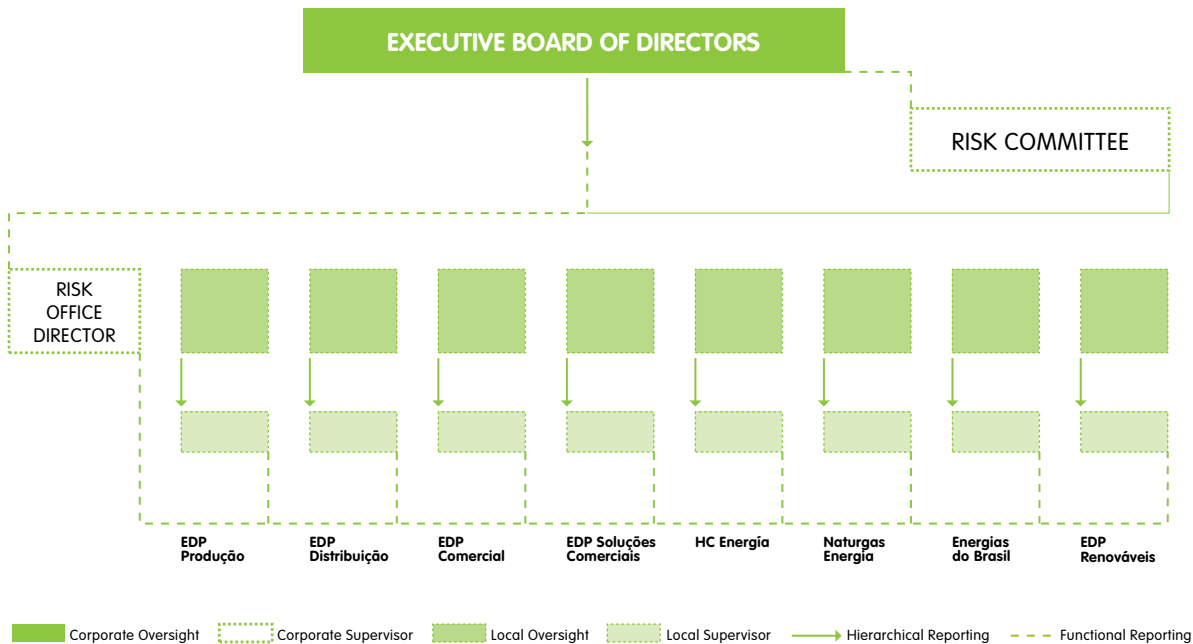 EXECUTIVE BOARD OF DIRECTORS
RISK COMMITTEE
RISK
OFFICE
DIRECTOR
EDP
Produção
EDP
Distribuição
EDP
Comercial
EDP Soluções
Comerciais
HC Energía
Naturgas
Energia
Energias
do Brasil
EDP
Renováveis
Corporate Oversight
Corporate Supervisor
Local Oversight
Local Supervisor
Hierarchical Reporting
Functional Reporting